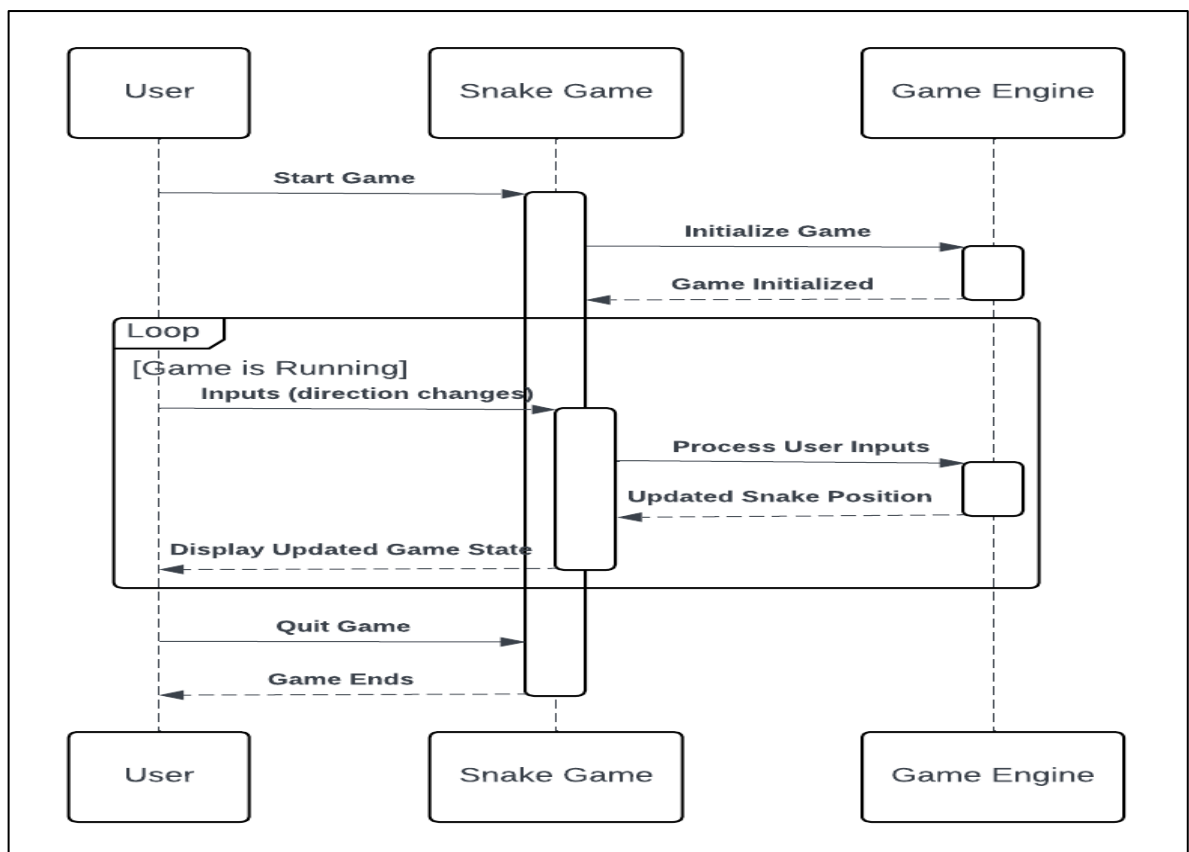 User
Snake Game
Game Engine
Start Game
Initialize Game
Game Initialized
Loop
[Game is Running]
Inputs (direction changes)
Process User Inputs
Updated Snake Position
Display Updated Game State
Quit Game
Game Ends
User
Snake Game
Game Engine